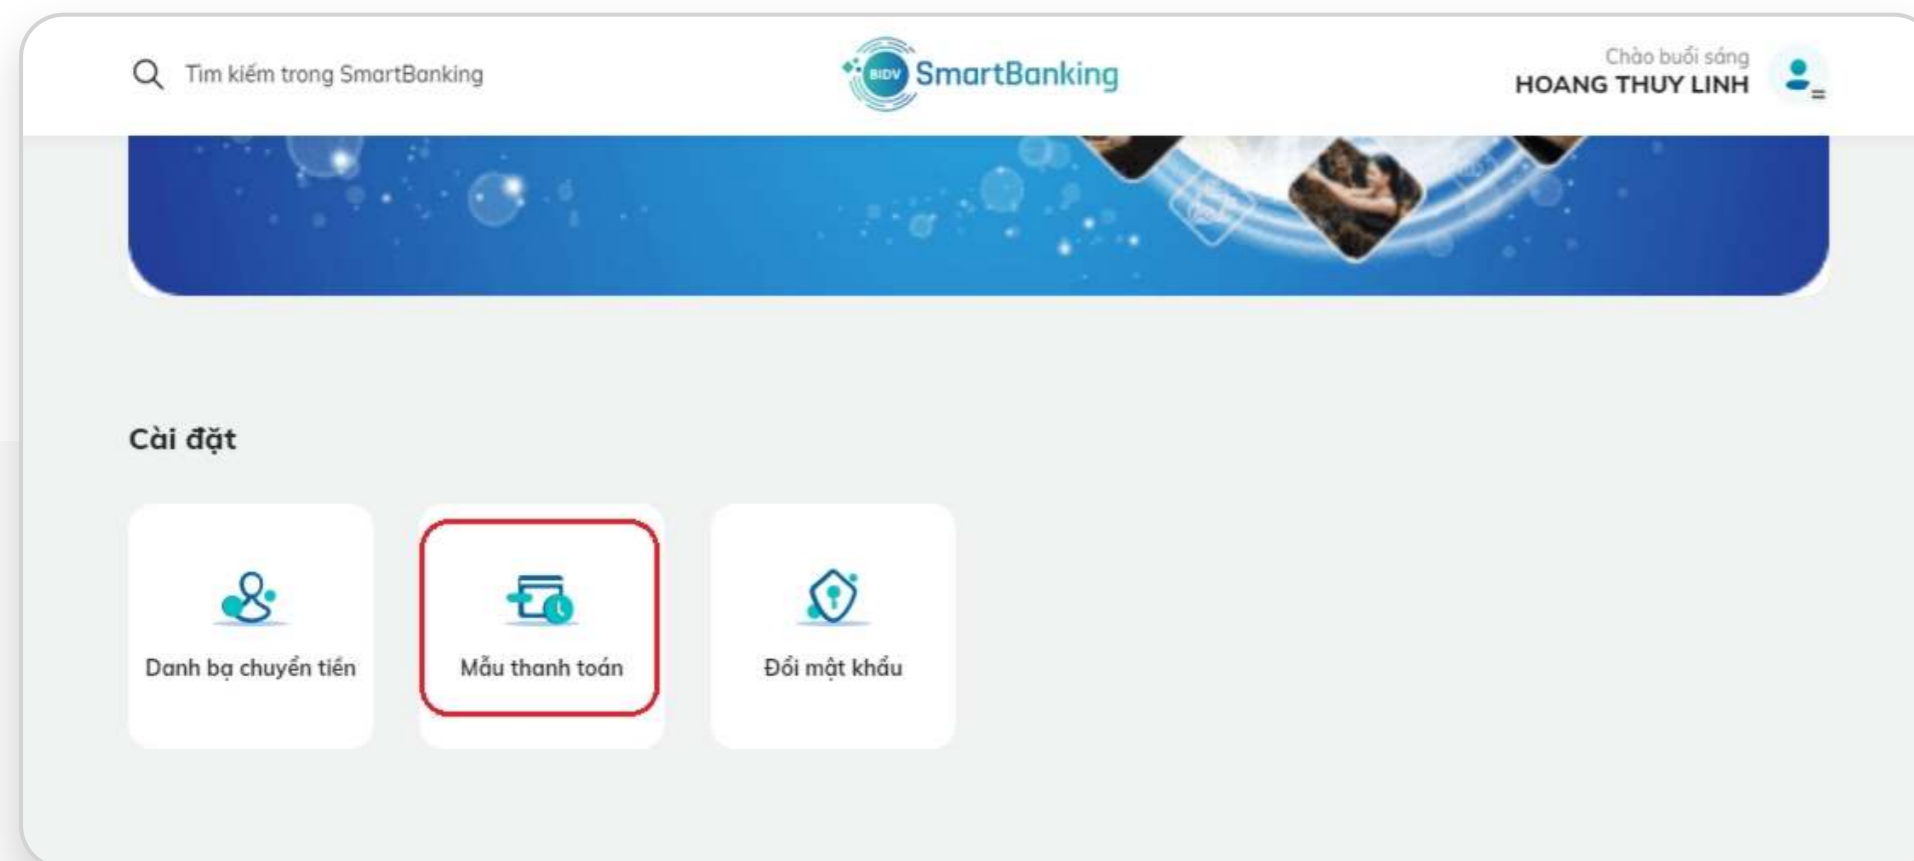 Tìm kiếm trong SmartBanking
BIDV SmartBanking
Chào buổi sáng
HOANG THUY LINH
Cài đặt
Danh bạ chuyển tiền
Mẫu thanh toán
Đổi mật khẩu